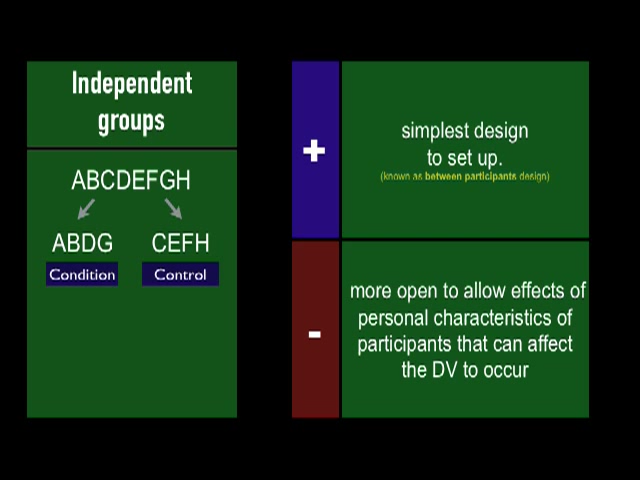 Independent
groups
ABCDEFGH
ABDG CEFH
Condition Control
+
simplest design
to set up.
(known as between participants design)
-
more open to allow effects of
personal characteristics of
participants that can affect
the DV to occur